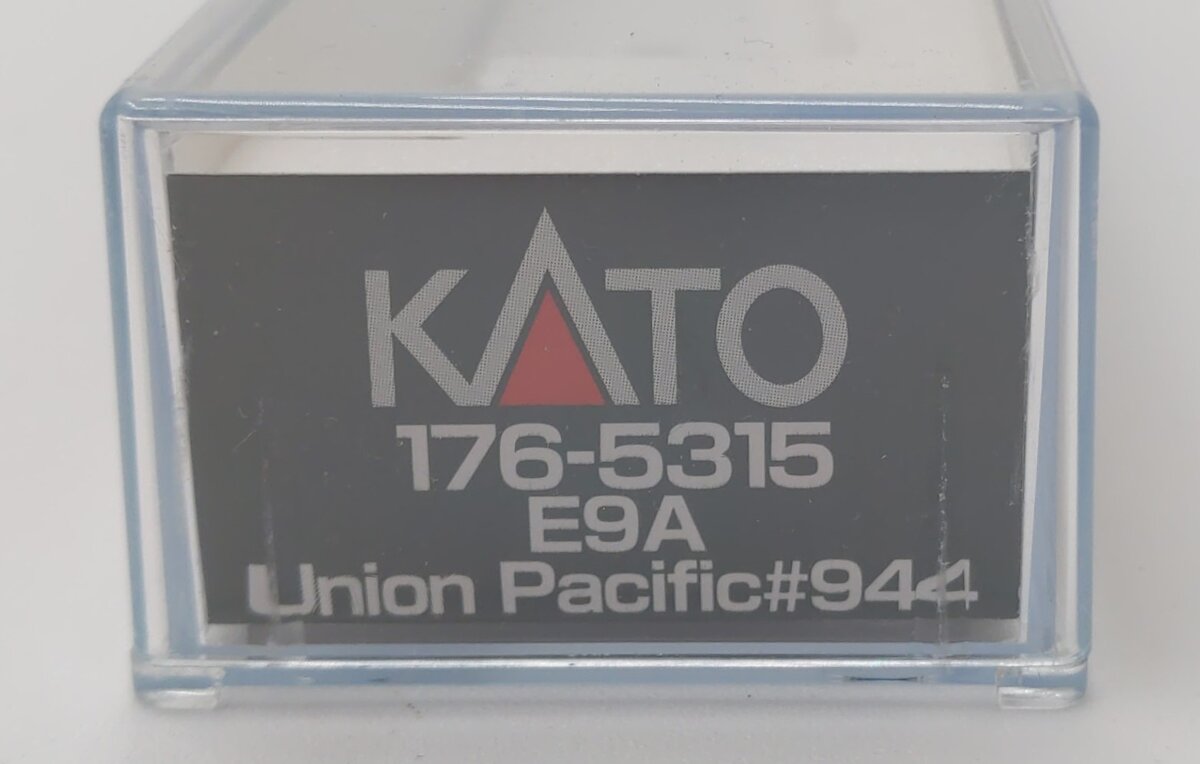 KATO
176-5315
E9A
Union Pacific#944